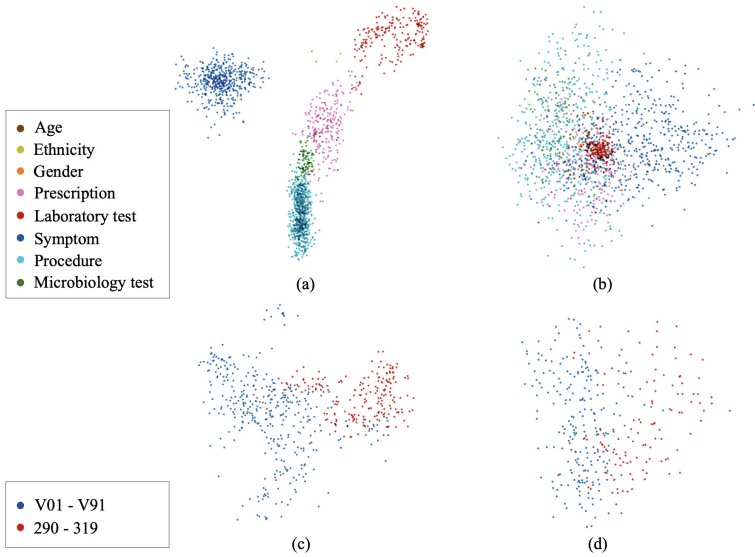 Age
Ethnicity
Gender
Prescription
Laboratory test
Symptom
Procedure
Microbiology test
(a)
(b)
V01 - V91
290 - 319
(c)
(d)